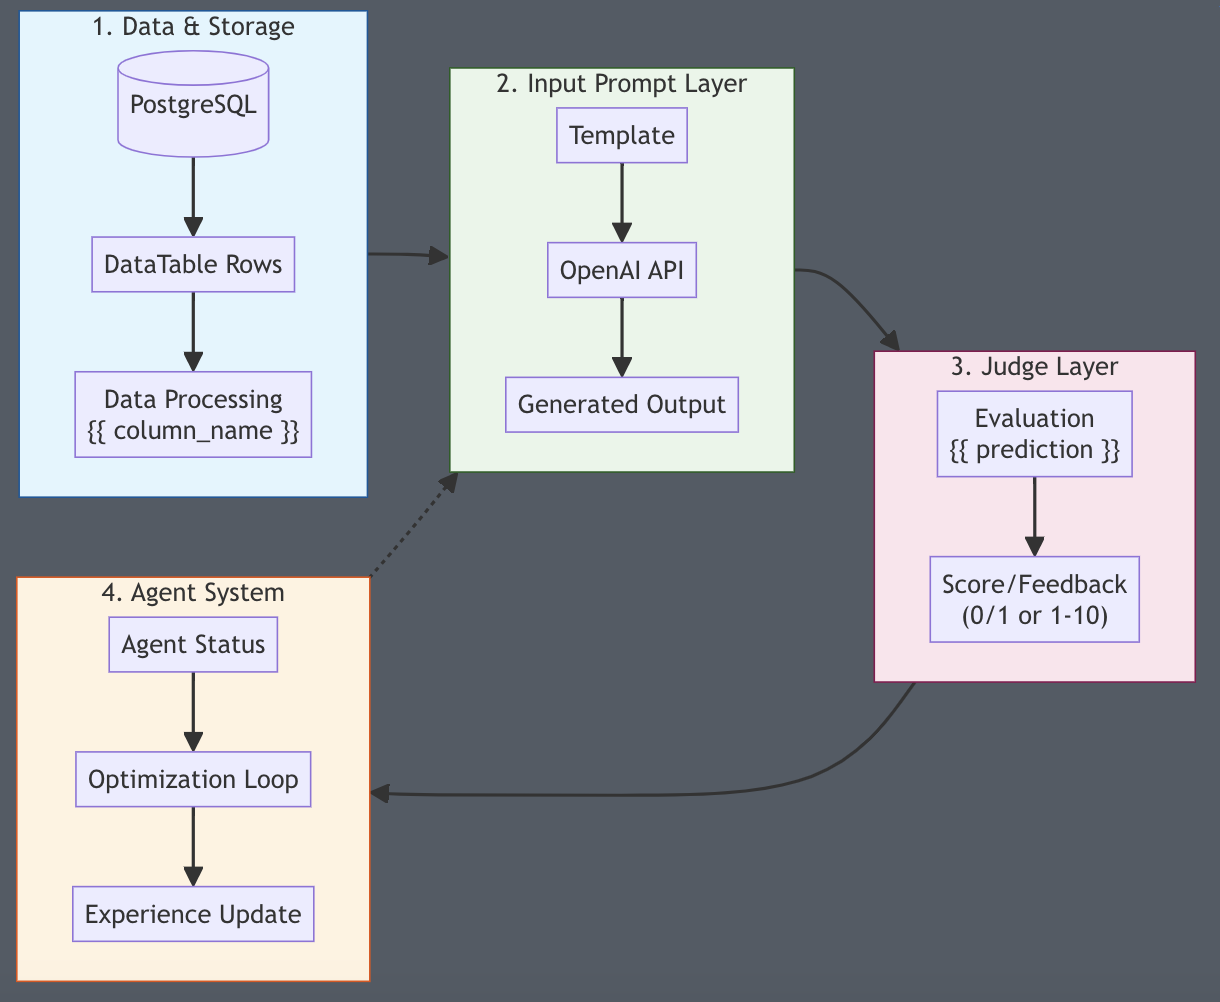 1. Data & Storage
PostgreSQL
DataTable Rows
Data Processing
{{ column_name }}
2. Input Prompt Layer
Template
OpenAI API
Generated Output
3. Judge Layer
Evaluation
{{ prediction }}
Score/Feedback
(0/1 or 1-10)
4. Agent System
Agent Status
Optimization Loop
Experience Update